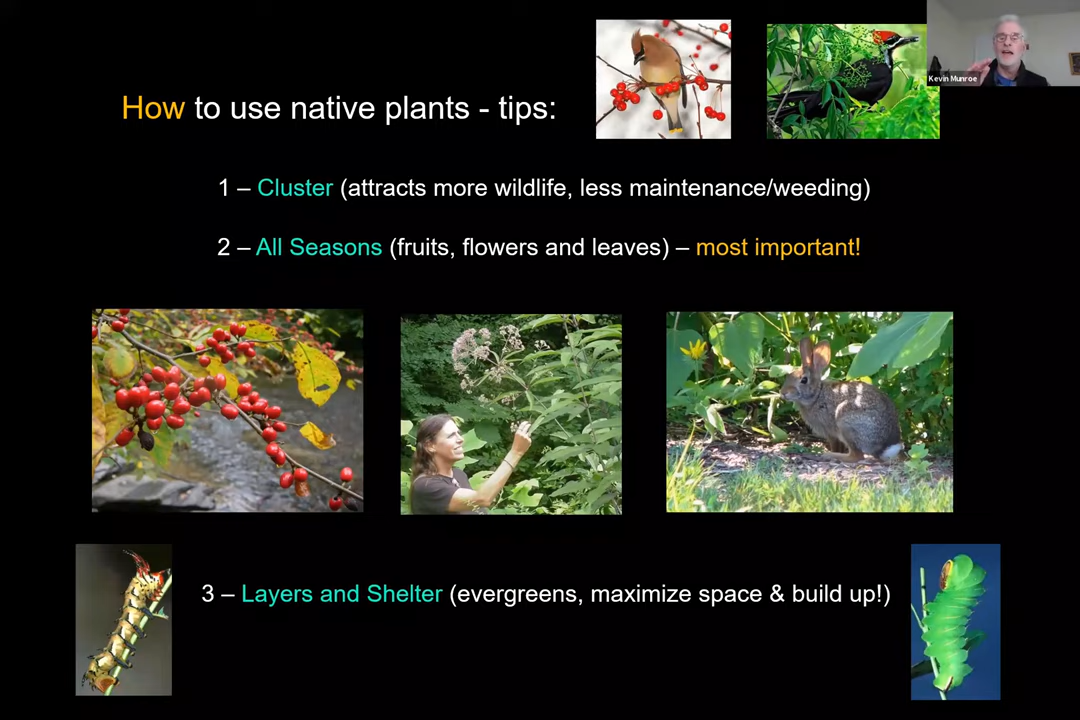 Kevin Munroe
How to use native plants - tips:
1 – Cluster (attracts more wildlife, less maintenance/weeding)
2 – All Seasons (fruits, flowers and leaves) – most important!
3 – Layers and Shelter (evergreens, maximize space & build up!)